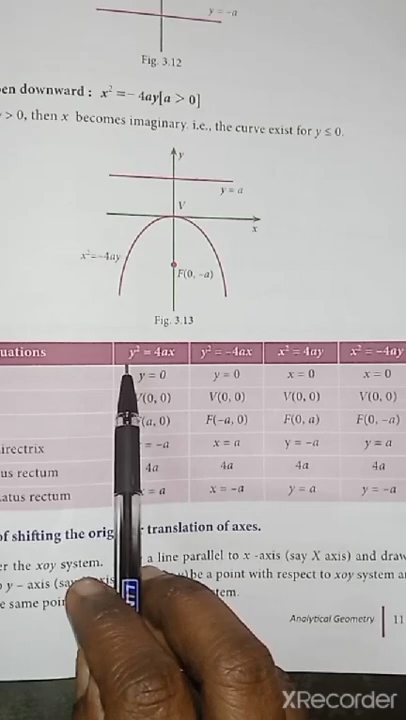 y = -a
Fig. 3.12
en downward : x² = - 4ay[a > 0]
> 0, then x becomes imaginary. i.e., the curve exist for y ≤ 0.
y
y = a
V
x
x²=-4ay
F(0, -a)
Fig. 3.13
uations y² = 4ax y² = -4ax x² = 4ay x² = -4ay
y = 0 y = 0 x = 0 x = 0
V(0, 0) V(0, 0) V(0, 0) V(0, 0)
(a, 0) F(-a, 0) F(0, a) F(0, -a)
irectrix = -a x = a y = -a y = a
us rectum 4a 4a 4a 4a
atus rectum = a x = -a y = a y = -a
of shifting the orig r translation of axes.
er the xoy system. a line parallel to x -axis (say X axis) and draw
y – axis (say be a point with respect to xoy system a
e same poin tem.
Analytical Geometry 11
XRecorder